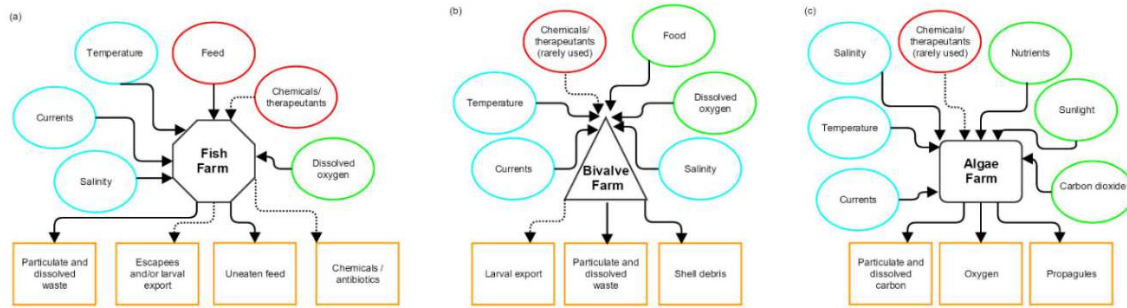 (a)
Temperature
Feed
Chemicals/
therapeutants
Currents
Fish
Farm
Dissolved
oxygen
Salinity
Particulate and
dissolved
waste
Escapees
and/or larval
export
Uneaten feed
Chemicals /
antibiotics
(b)
Chemicals/
therapeutants
(rarely used)
Food
Temperature
Dissolved
oxygen
Currents
Bivalve
Farm
Salinity
Larval export
Particulate and
dissolved
waste
Shell debris
(c)
Salinity
Chemicals/
therapeutants
(rarely used)
Nutrients
Sunlight
Temperature
Algae
Farm
Carbon dioxide
Currents
Particulate and
dissolved
carbon
Oxygen
Propagules